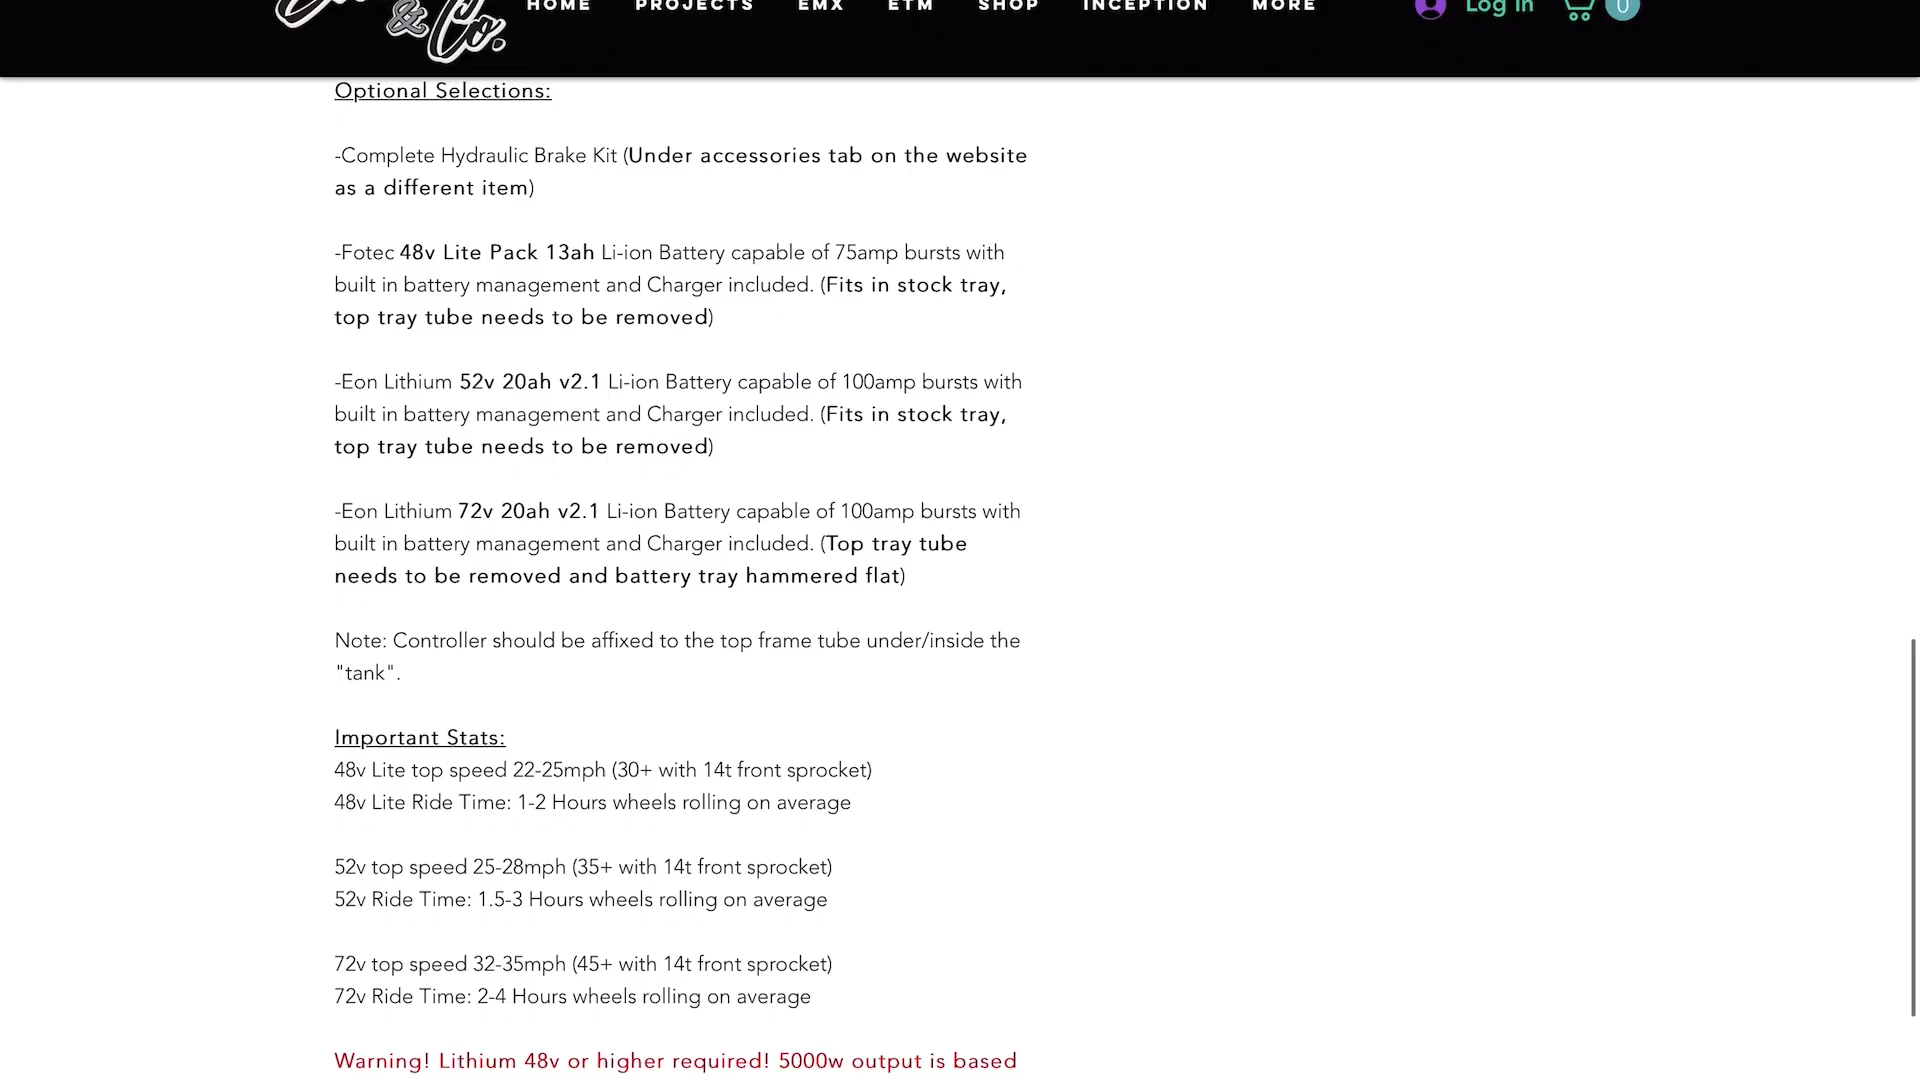 & Co.
HOME PROJECTS EMX ETM SHOP INCEPTION MORE Log In 0
Optional Selections:
-Complete Hydraulic Brake Kit (Under accessories tab on the website
as a different item)
-Fotec 48v Lite Pack 13ah Li-ion Battery capable of 75amp bursts with
built in battery management and Charger included. (Fits in stock tray,
top tray tube needs to be removed)
-Eon Lithium 52v 20ah v2.1 Li-ion Battery capable of 100amp bursts with
built in battery management and Charger included. (Fits in stock tray,
top tray tube needs to be removed)
-Eon Lithium 72v 20ah v2.1 Li-ion Battery capable of 100amp bursts with
built in battery management and Charger included. (Top tray tube
needs to be removed and battery tray hammered flat)
Note: Controller should be affixed to the top frame tube under/inside the
"tank".
Important Stats:
48v Lite top speed 22-25mph (30+ with 14t front sprocket)
48v Lite Ride Time: 1-2 Hours wheels rolling on average
52v top speed 25-28mph (35+ with 14t front sprocket)
52v Ride Time: 1.5-3 Hours wheels rolling on average
72v top speed 32-35mph (45+ with 14t front sprocket)
72v Ride Time: 2-4 Hours wheels rolling on average
Warning! Lithium 48v or higher required! 5000w output is based